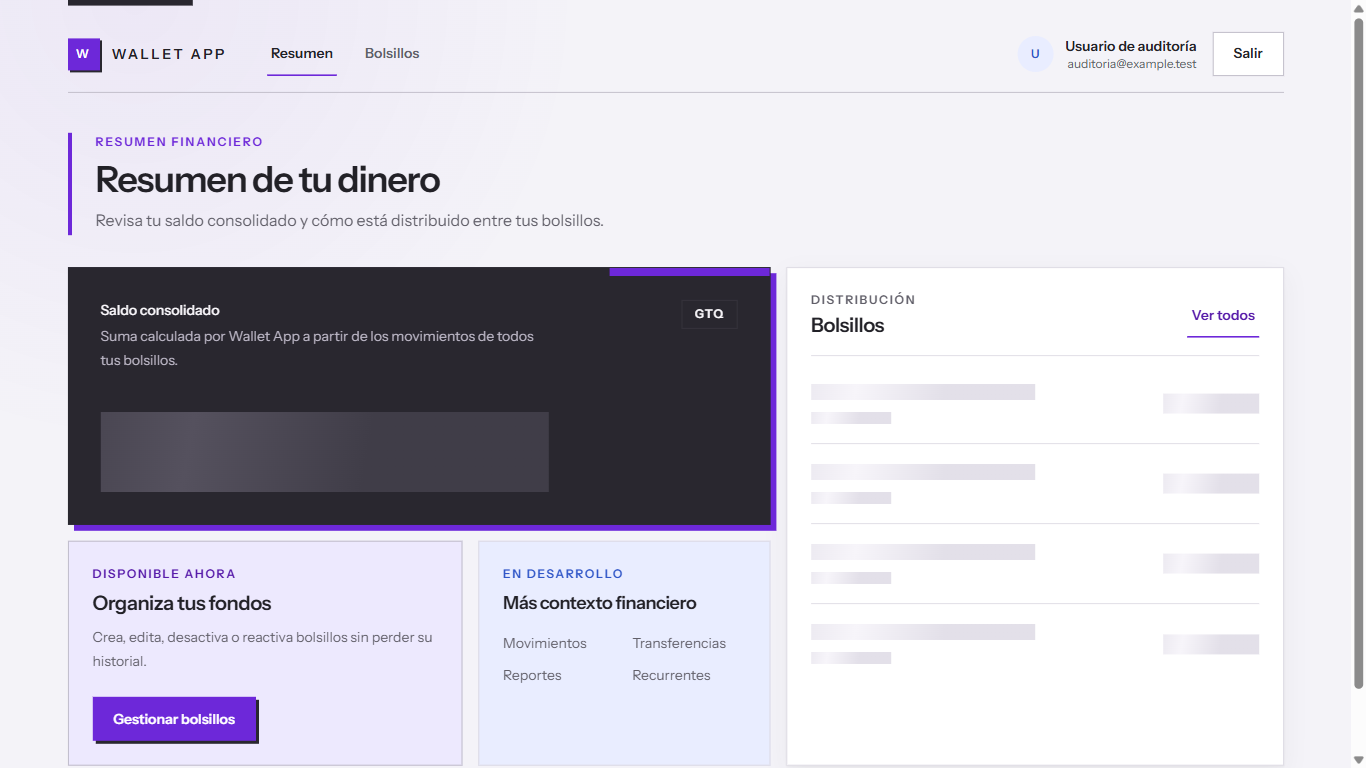 W WALLET APP Resumen Bolsillos U Usuario de auditoría Salir
auditoria@example.test
RESUMEN FINANCIERO
Resumen de tu dinero
Revisa tu saldo consolidado y cómo está distribuido entre tus bolsillos.
Saldo consolidado
GTQ
Suma calculada por Wallet App a partir de los movimientos de todos
tus bolsillos.
DISTRIBUCIÓN
Bolsillos
Ver todos
DISPONIBLE AHORA
Organiza tus fondos
Crea, edita, desactiva o reactiva bolsillos sin perder su
historial.
Gestionar bolsillos
EN DESARROLLO
Más contexto financiero
Movimientos Transferencias
Reportes Recurrentes